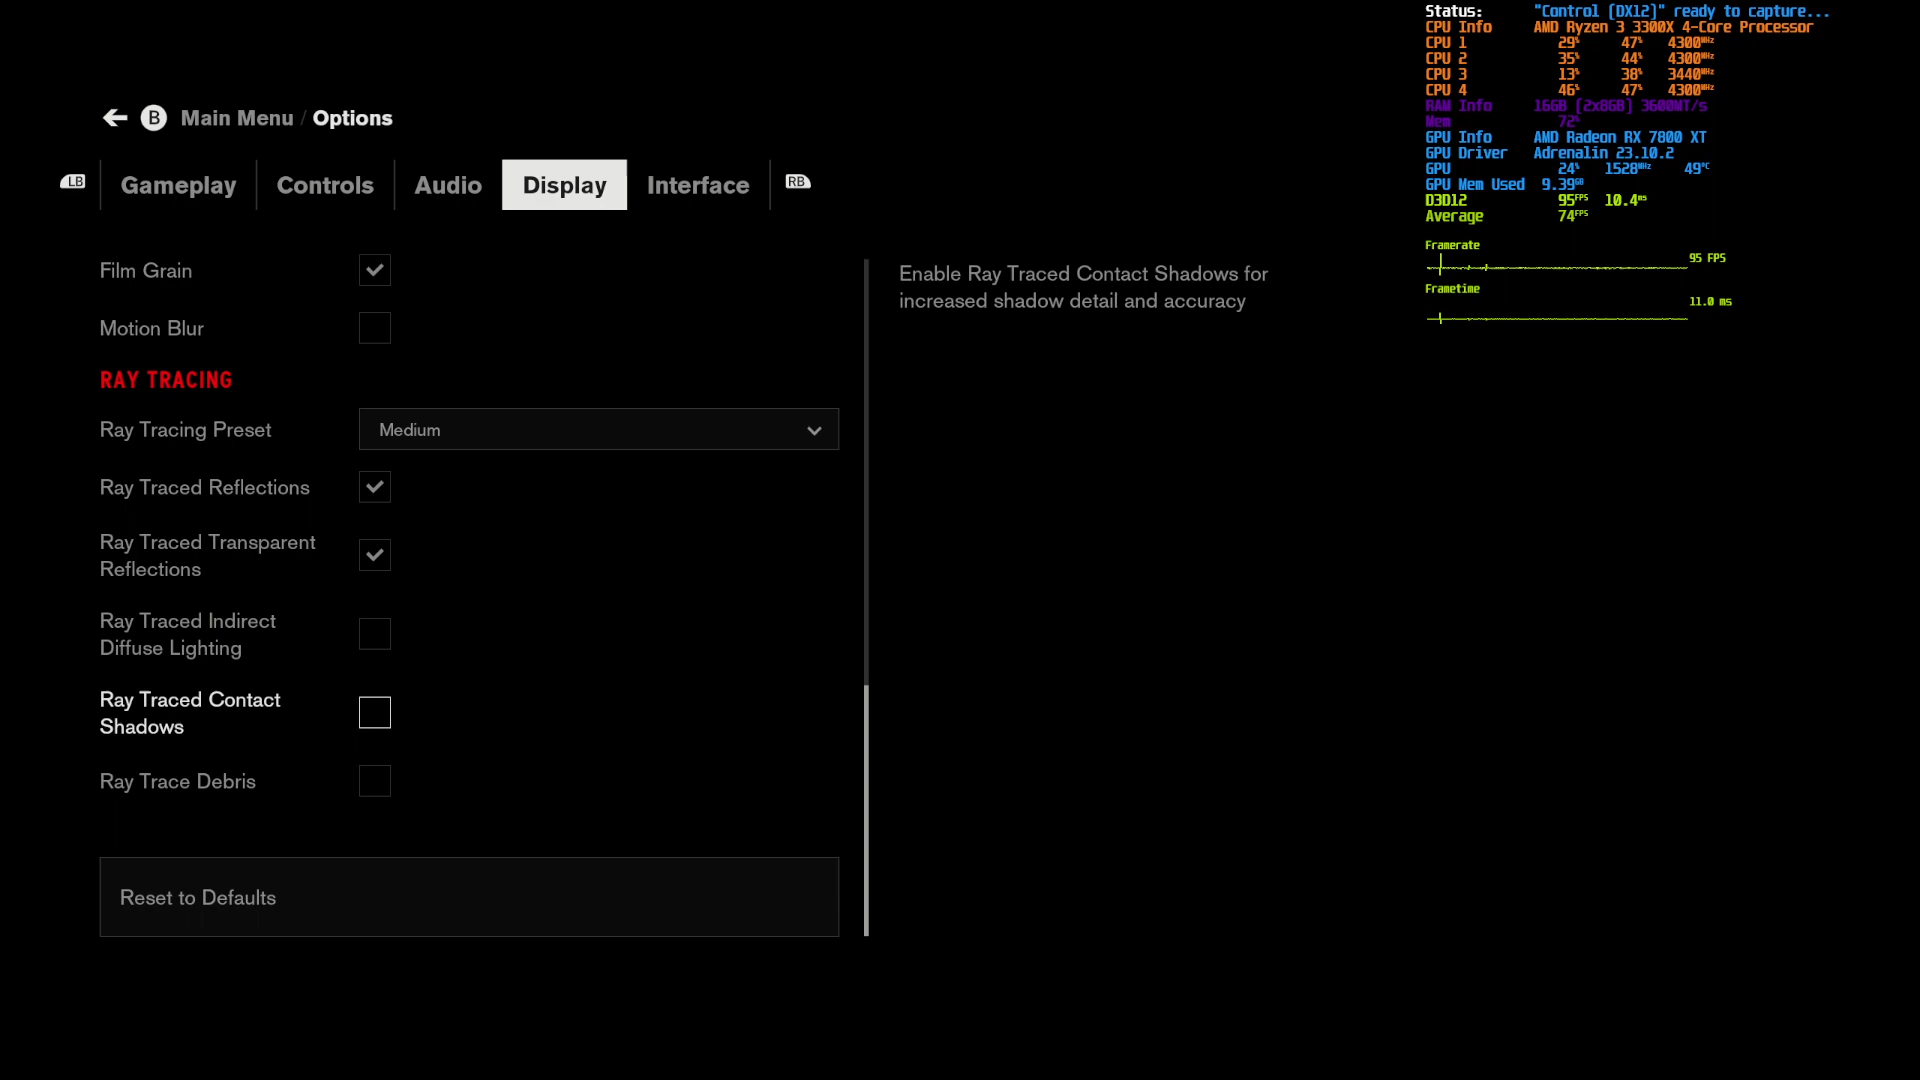 Status: "Control [DX12]" ready to capture...
CPU Info AMD Ryzen 3 3300X 4-Core Processor
CPU 1 29% 47% 4300MHz
CPU 2 35% 44% 4300MHz
CPU 3 13% 38% 3440MHz
CPU 4 46% 47% 4300MHz
RAM Info 16GB [2x8GB] 3600MT/s
Mem 72%
GPU Info AMD Radeon RX 7800 XT
GPU Driver Adrenalin 23.10.2
GPU 24% 1528MHz 49°C
GPU Mem Used 9.39GB
D3D12 95FPS 10.4ms
Average 74FPS
Framerate
95 FPS
Frametime
11.0 ms
B Main Menu / Options
LB Gameplay Controls Audio Display Interface RB
Film Grain
Motion Blur
RAY TRACING
Ray Tracing Preset Medium
Ray Traced Reflections
Ray Traced Transparent
Reflections
Ray Traced Indirect
Diffuse Lighting
Ray Traced Contact
Shadows
Ray Trace Debris
Reset to Defaults
Enable Ray Traced Contact Shadows for
increased shadow detail and accuracy